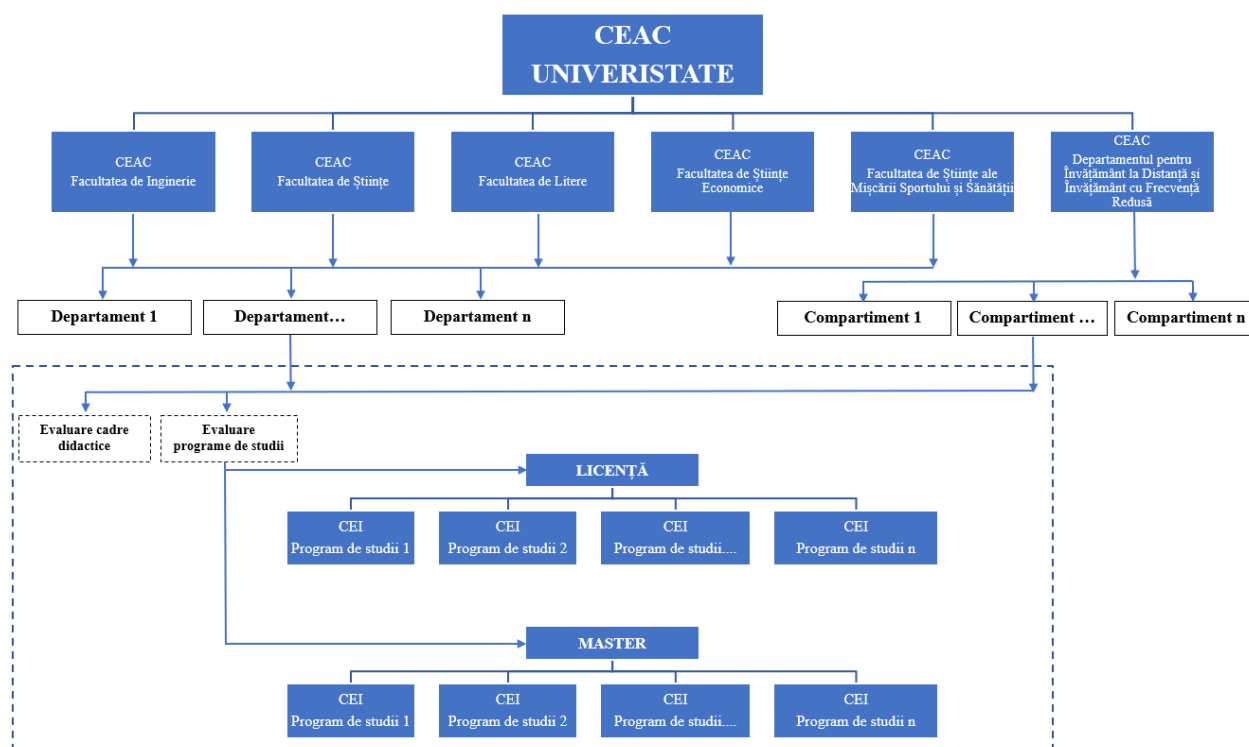 CEAC
UNIVERISTATE
CEAC
Facultatea de Inginerie
CEAC
Facultatea de Științe
CEAC
Facultatea de Litere
CEAC
Facultatea de Științe
Economice
CEAC
Facultatea de Științe ale
Mișcării Sportului și Sănătății
CEAC
Departamentul pentru
Învățământ la Distanță și
Învățământ cu Frecvență
Redusă
Departament 1
Departament…
Departament n
Compartiment 1
Compartiment …
Compartiment n
Evaluare cadre
didactice
Evaluare
programe de studii
LICENȚĂ
CEI
Program de studii 1
CEI
Program de studii 2
CEI
Program de studii....
CEI
Program de studii n
MASTER
CEI
Program de studii 1
CEI
Program de studii 2
CEI
Program de studii....
CEI
Program de studii n